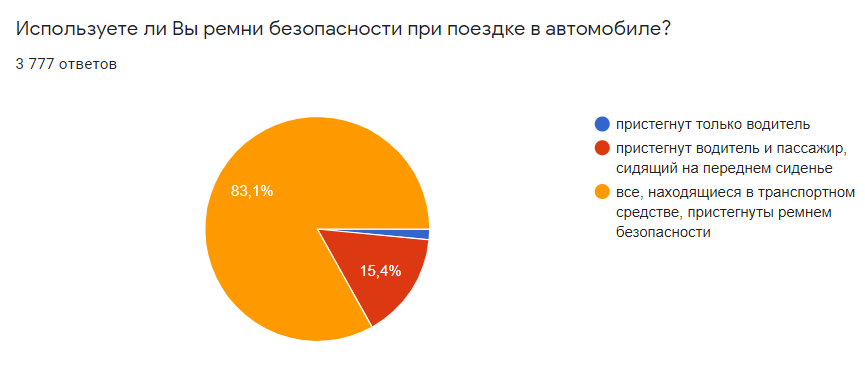 Используете ли Вы ремни безопасности при поездке в автомобиле?
3 777 ответов
пристегнут только водитель
пристегнут водитель и пассажир,
сидящий на переднем сиденье
все, находящиеся в транспортном
средстве, пристегнуты ремнем
безопасности
83,1%
15,4%